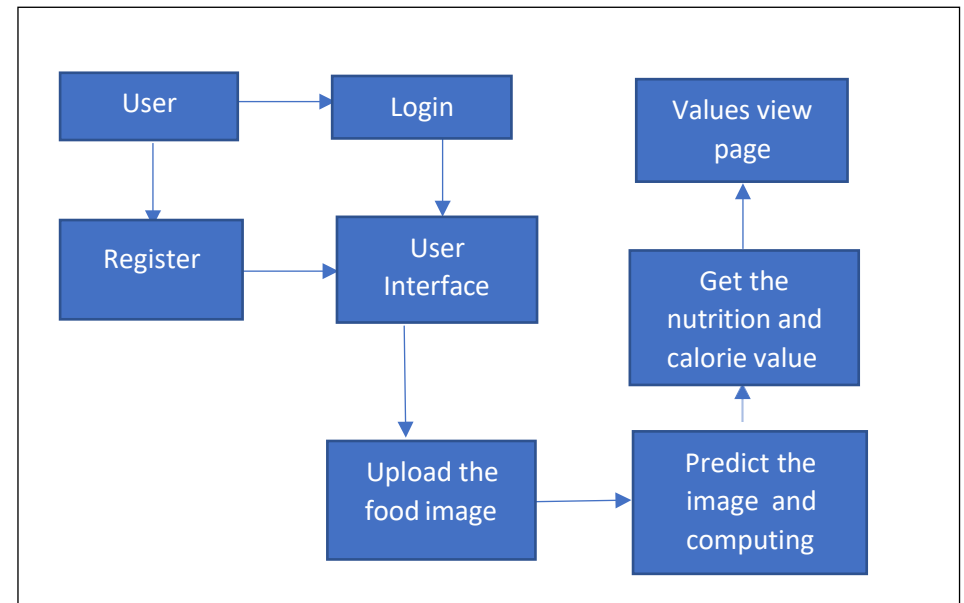 User
Login
Values view
page
Register
User
Interface
Get the
nutrition and
calorie value
Upload the
food image
Predict the
image and
computing